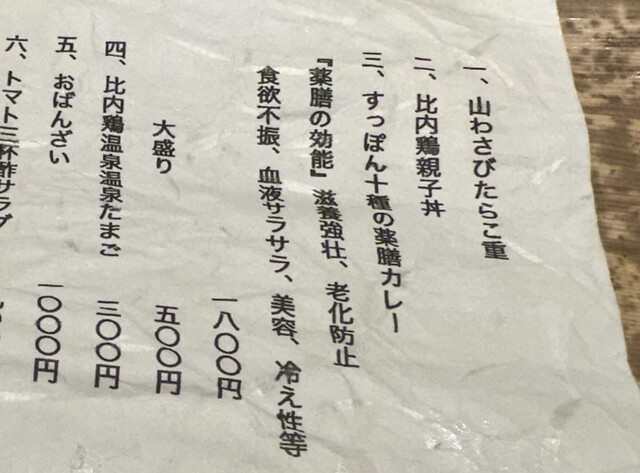 一、山わさびたらこ重
二、比内鶏親子丼
三、すっぽん十種の薬膳カレー
『薬膳の効能』滋養強壮、老化防止
食欲不振、血液サラサラ、美容、冷え性等
一八〇〇円
大盛り 五〇〇円
四、比内鶏温泉温泉たまご 三〇〇円
五、おばんざい 一〇〇〇円
六、トマト三杯酢サラダ